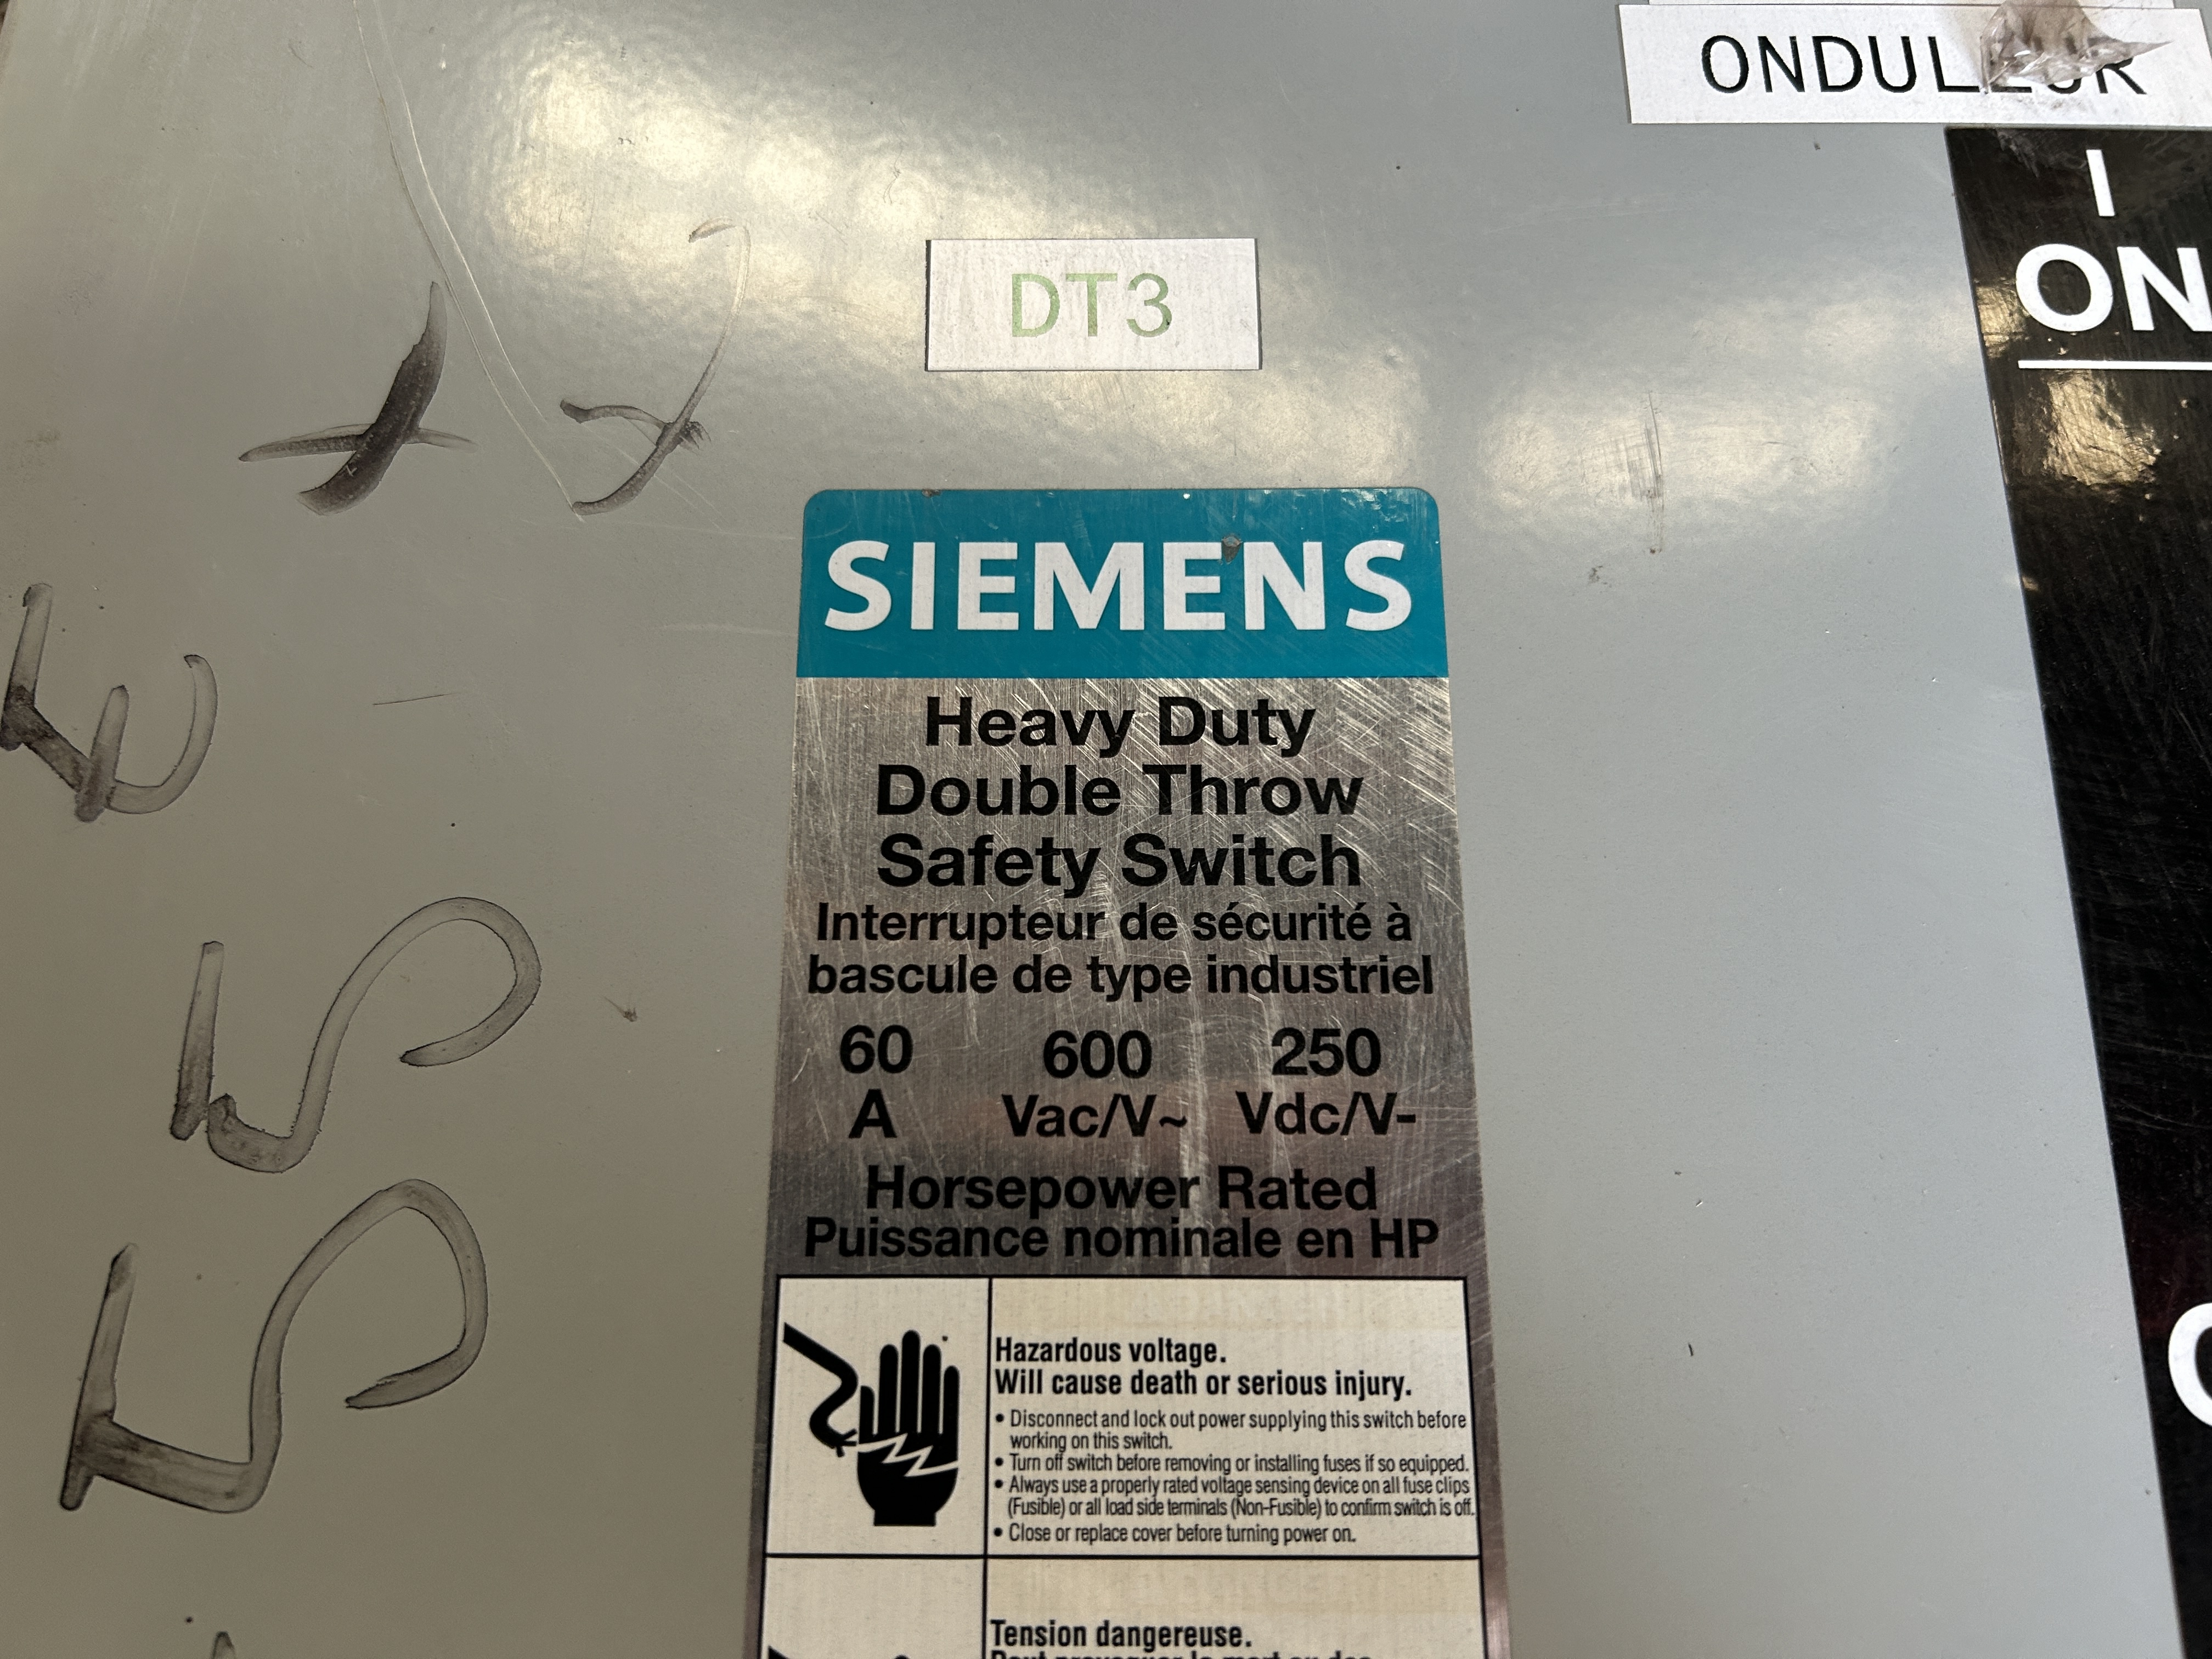 ONDULEUR
I
ON
DT3
SIEMENS
Heavy Duty
Double Throw
Safety Switch
Interrupteur de sécurité à
bascule de type industriel
60 600 250
A Vac/V~ Vdc/V-
Horsepower Rated
Puissance nominale en HP
Hazardous voltage.
Will cause death or serious injury.
• Disconnect and lock out power supplying this switch before
working on this switch.
• Turn off switch before removing or installing fuses if so equipped.
• Always use a properly rated voltage sensing device on all fuse clips
(Fusible) or all load side terminals (Non-Fusible) to confirm switch is off.
• Close or replace cover before turning power on.
Tension dangereuse.